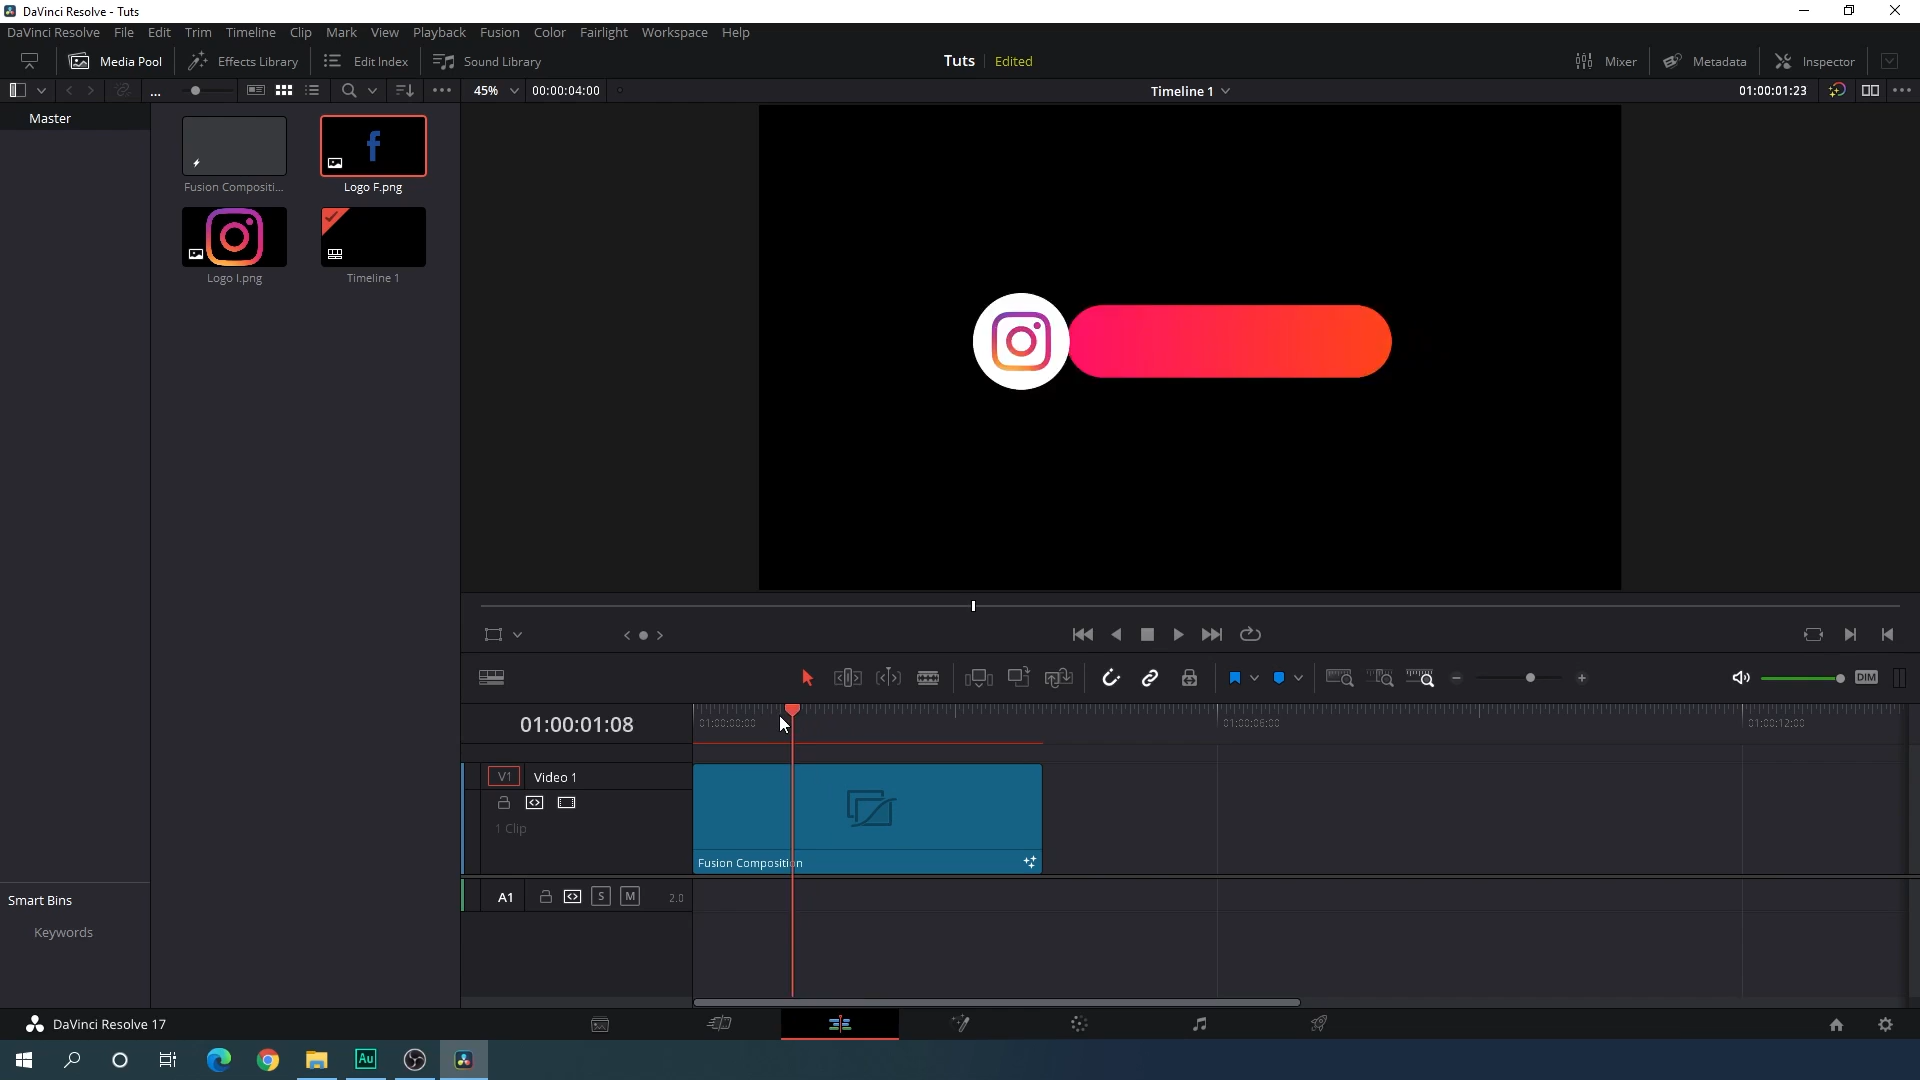 DaVinci Resolve - Tuts
DaVinci Resolve File Edit Trim Timeline Clip Mark View Playback Fusion Color Fairlight Workspace Help
Media Pool Effects Library Edit Index Sound Library Tuts Edited Mixer Metadata Inspector
... 45% 00:00:04:00 Timeline 1 01:00:01:23
Master
f
Fusion Compositi... Logo F.png
Logo I.png Timeline 1
DIM
01:00:01:08 01:00:00:00 01:00:06:00 01:00:12:00
V1 Video 1
1 Clip
Fusion Composition
A1 S M 2.0
Smart Bins
Keywords
DaVinci Resolve 17
Au